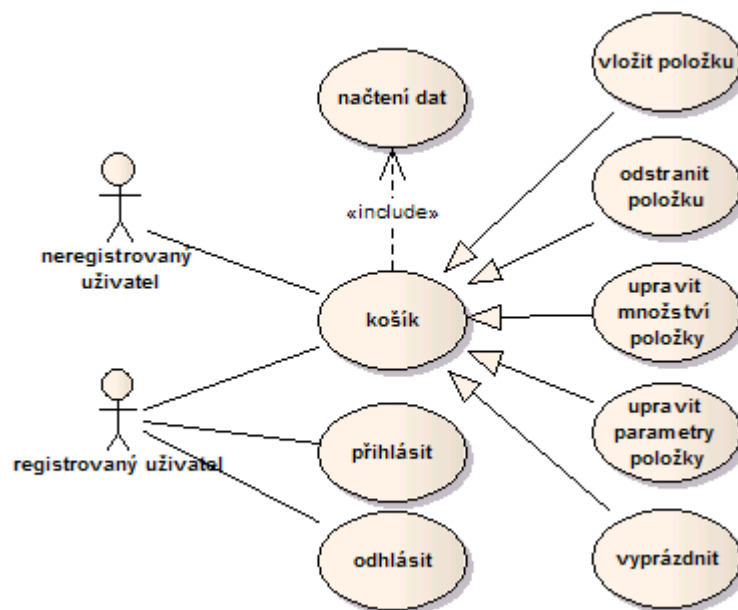 vložit položku
načtení dat
odstranit
položku
«include»
neregistrovaný
uživatel
košík
upravit
množství
položky
registrovaný uživatel
přihlásit
upravit
parametry
položky
odhlásit
vyprázdnit